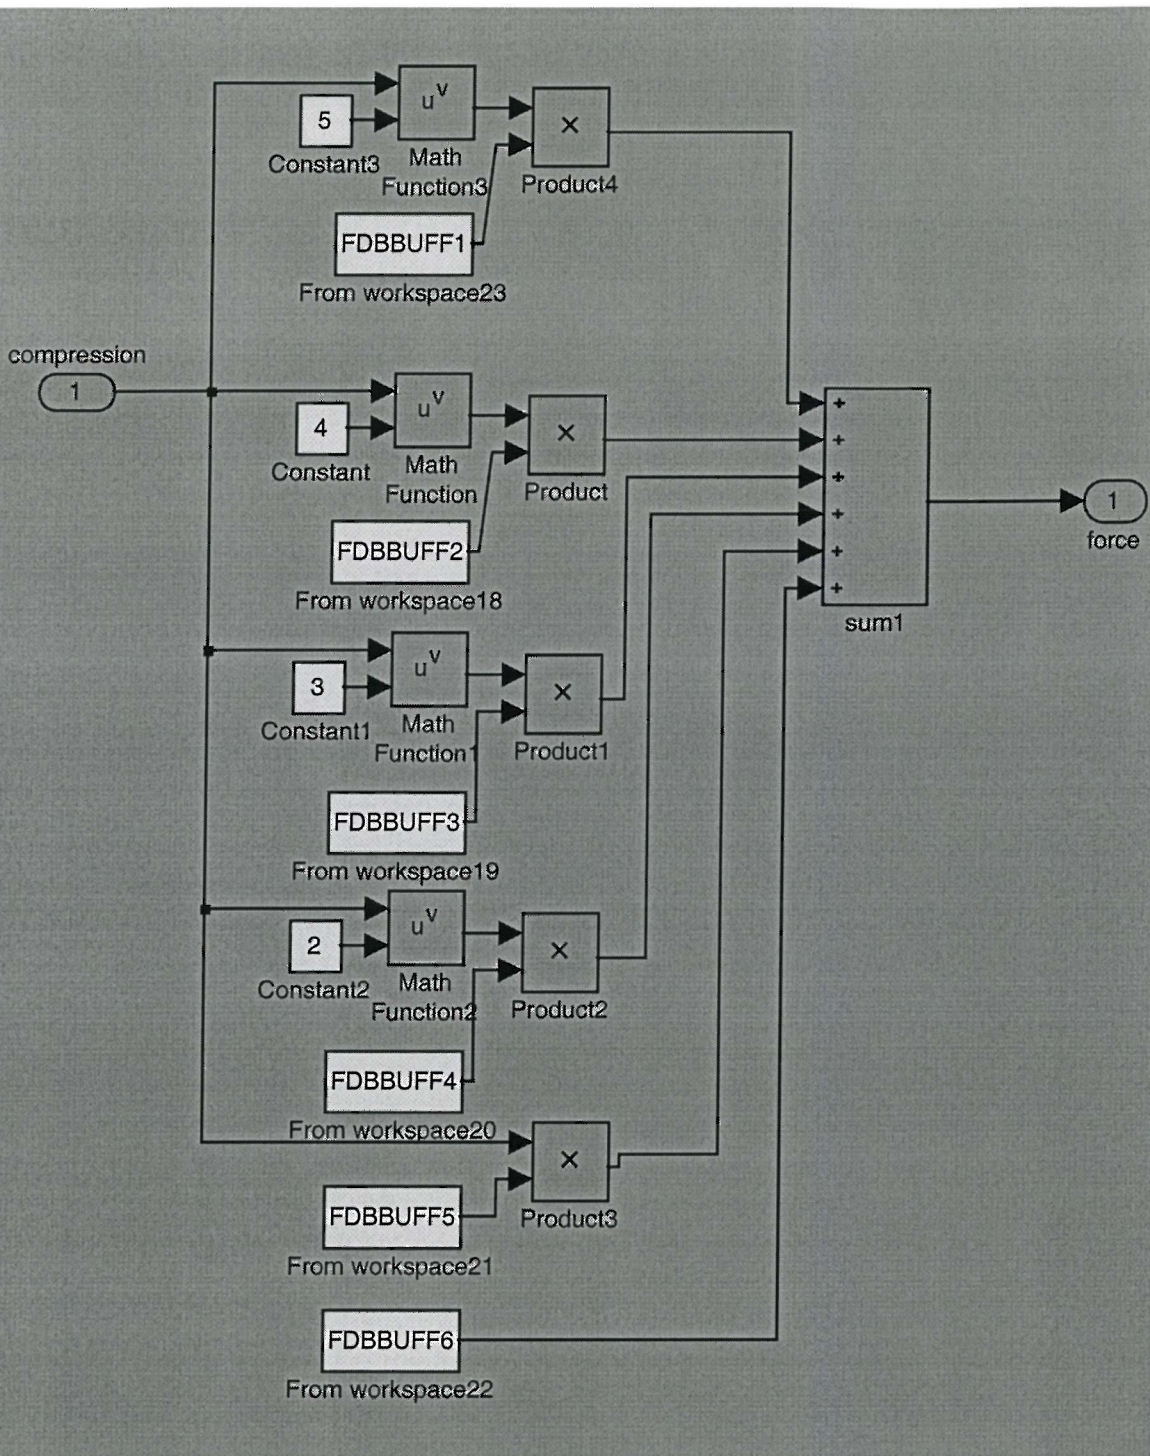 5
u^v
×
Constant3
Math
Function3
Product4
FDBBUFF1
From workspace23
compression
1
4
u^v
×
Constant
Math
Function
Product
FDBBUFF2
From workspace18
+
+
+
+
+
+
sum1
1
force
3
u^v
×
Constant1
Math
Function1
Product1
FDBBUFF3
From workspace19
2
u^v
×
Constant2
Math
Function2
Product2
FDBBUFF4
From workspace20
×
Product3
FDBBUFF5
From workspace21
FDBBUFF6
From workspace22